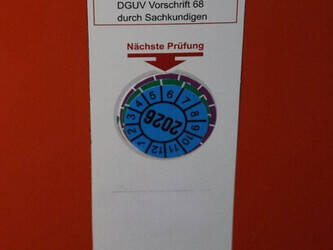 DGUV Vorschrift 68
durch Sachkundigen
Nächste Prüfung
1 2 3 4 5 6 7 8 9 10 11 12
2026